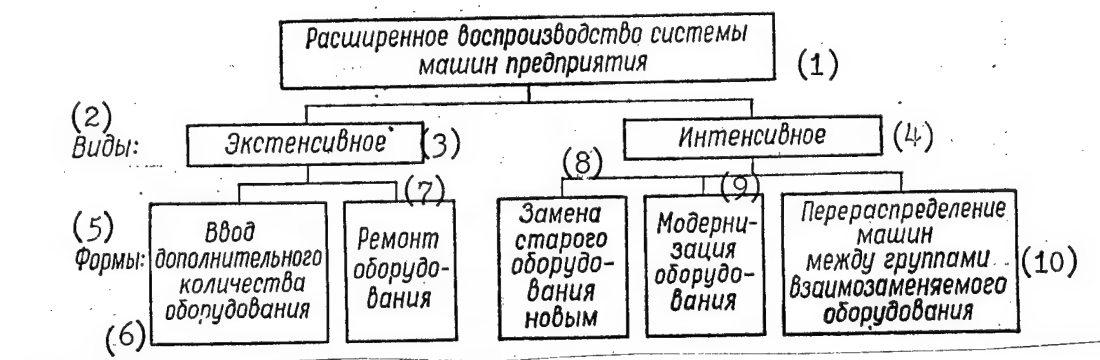 Расширенное воспроизводство системы
машин предприятия
(1)
(2)
Виды:
Экстенсивное
(3)
Интенсивное
(4)
(5)
Формы:
Ввод
дополнительного
количества
оборудования
(6)
(7)
Ремонт
оборудо-
вания
(8)
Замена
старого
оборудо-
вания
новым
(9)
Модерни-
зация
оборудо-
вания
Перераспределение
машин
между группами
взаимозаменяемого
оборудования
(10)